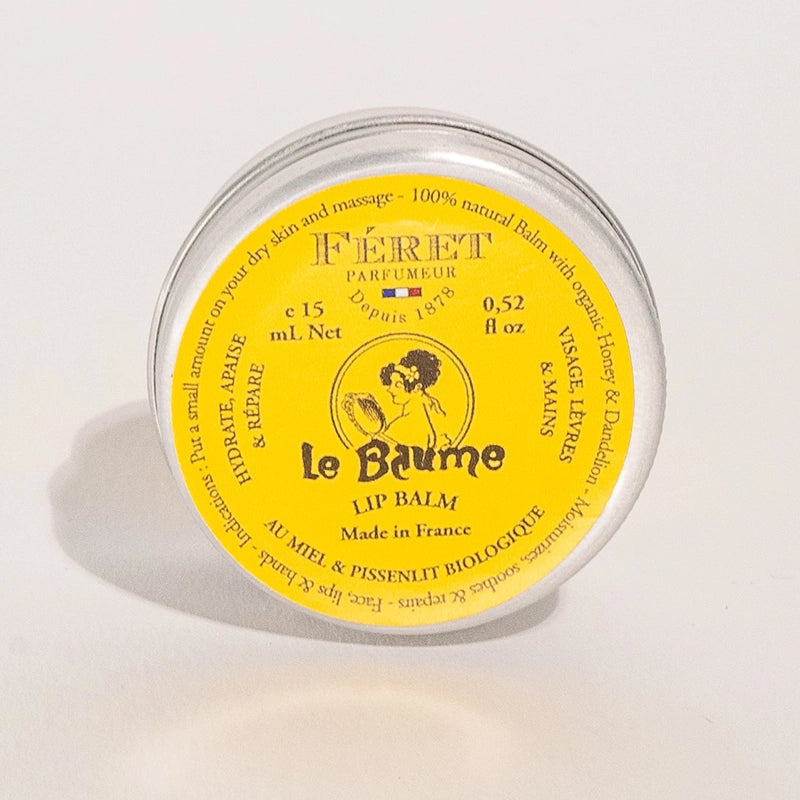 FÉRET
PARFUMEUR
Depuis 1878
e 15
mL Net
0,52
fl oz
HYDRATE, APAISE
& RÉPARE
VISAGE, LÈVRES
& MAINS
Le Baume
LIP BALM
Made in France
AU MIEL & PISSENLIT BIOLOGIQUE
Indications : Put a small amount on your dry skin and massage - 100% natural Balm with organic Honey & Dandelion - Moisturizes, soothes & repairs - Face, lips & hands -